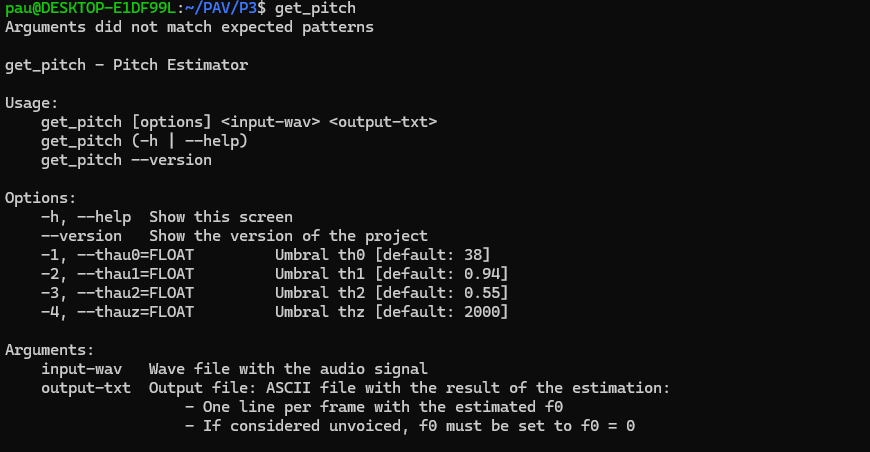 pau@DESKTOP-E1DF99L:~/PAV/P3$ get_pitch
Arguments did not match expected patterns
get_pitch - Pitch Estimator
Usage:
get_pitch [options] <input-wav> <output-txt>
get_pitch (-h | --help)
get_pitch --version
Options:
-h, --help  Show this screen
--version   Show the version of the project
-1, --thau0=FLOAT         Umbral th0 [default: 38]
-2, --thau1=FLOAT         Umbral th1 [default: 0.94]
-3, --thau2=FLOAT         Umbral th2 [default: 0.55]
-4, --thauz=FLOAT         Umbral thz [default: 2000]
Arguments:
input-wav   Wave file with the audio signal
output-txt  Output file: ASCII file with the result of the estimation:
- One line per frame with the estimated f0
- If considered unvoiced, f0 must be set to f0 = 0